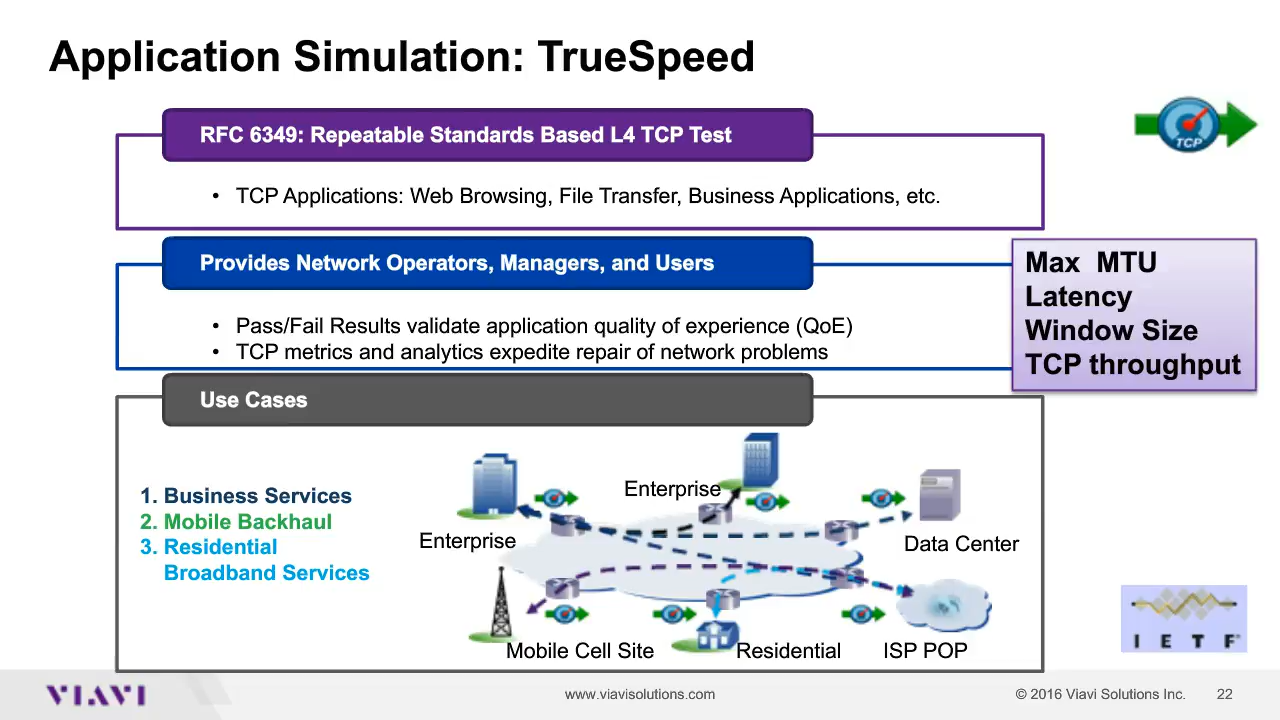 Application Simulation: TrueSpeed
RFC 6349: Repeatable Standards Based L4 TCP Test
TCP
• TCP Applications: Web Browsing, File Transfer, Business Applications, etc.
Provides Network Operators, Managers, and Users
• Pass/Fail Results validate application quality of experience (QoE)
• TCP metrics and analytics expedite repair of network problems
Max MTU
Latency
Window Size
TCP throughput
Use Cases
1. Business Services
2. Mobile Backhaul
3. Residential
Broadband Services
Enterprise
Enterprise
Data Center
Mobile Cell Site
Residential
ISP POP
I E T F
VIAVI
www.viavisolutions.com
© 2016 Viavi Solutions Inc.
22